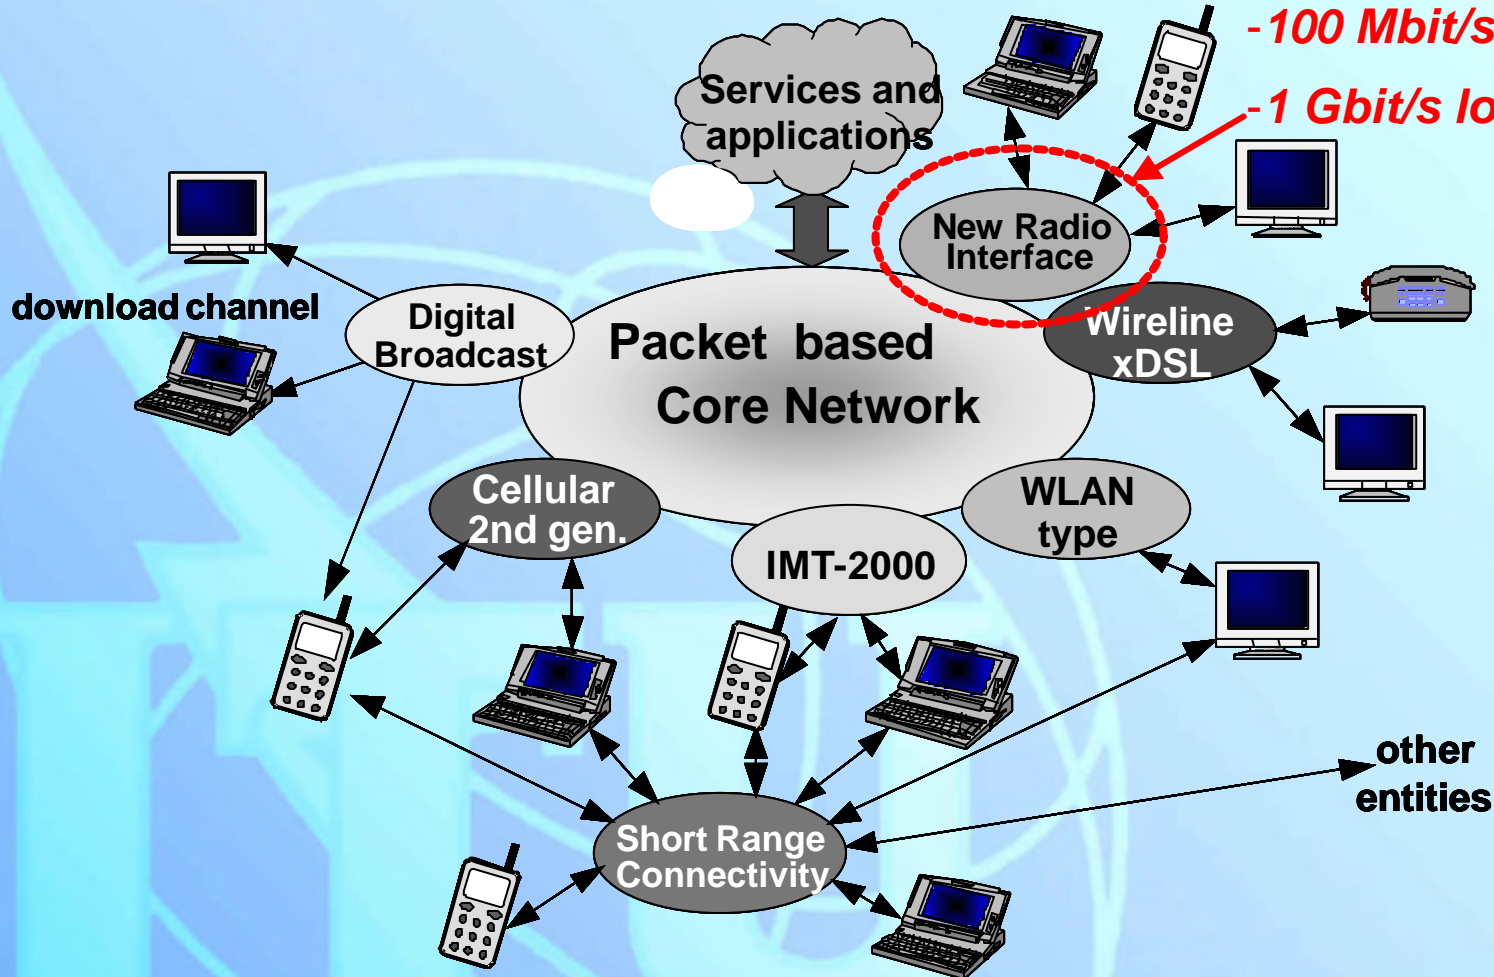 -100 Mbit/s
-1 Gbit/s lo
Services and
applications
New Radio
Interface
download channel
Digital
Broadcast
Packet based
Core Network
Wireline
xDSL
Cellular
2nd gen.
IMT-2000
WLAN
type
other
entities
Short Range
Connectivity
ITU